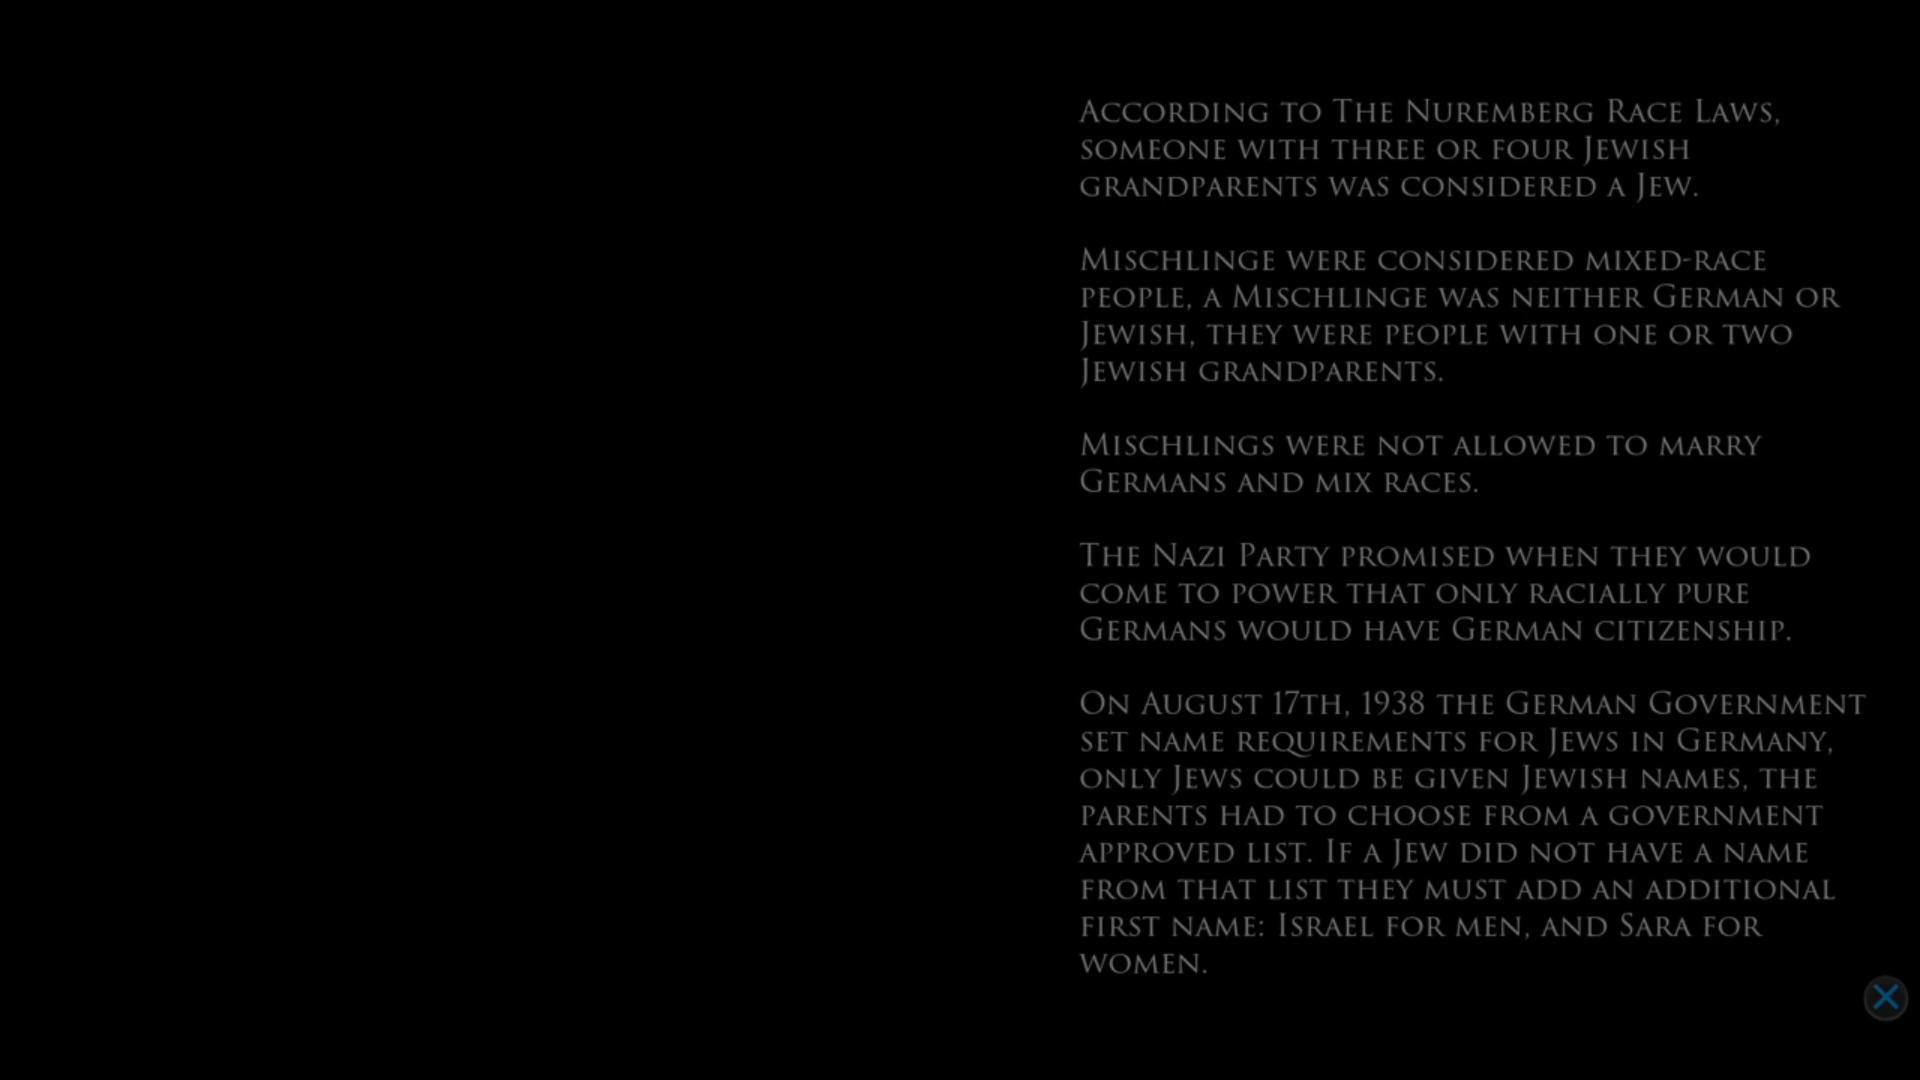 According to The Nuremberg Race Laws,
someone with three or four Jewish
grandparents was considered a Jew.
Mischlinge were considered mixed-race
people, a Mischlinge was neither German or
Jewish, they were people with one or two
Jewish grandparents.
Mischlings were not allowed to marry
Germans and mix races.
The Nazi Party promised when they would
come to power that only racially pure
Germans would have German citizenship.
On August 17th, 1938 the German Government
set name requirements for Jews in Germany,
only Jews could be given Jewish names, the
parents had to choose from a government
approved list. If a Jew did not have a name
from that list they must add an additional
first name: Israel for men, and Sara for
women.